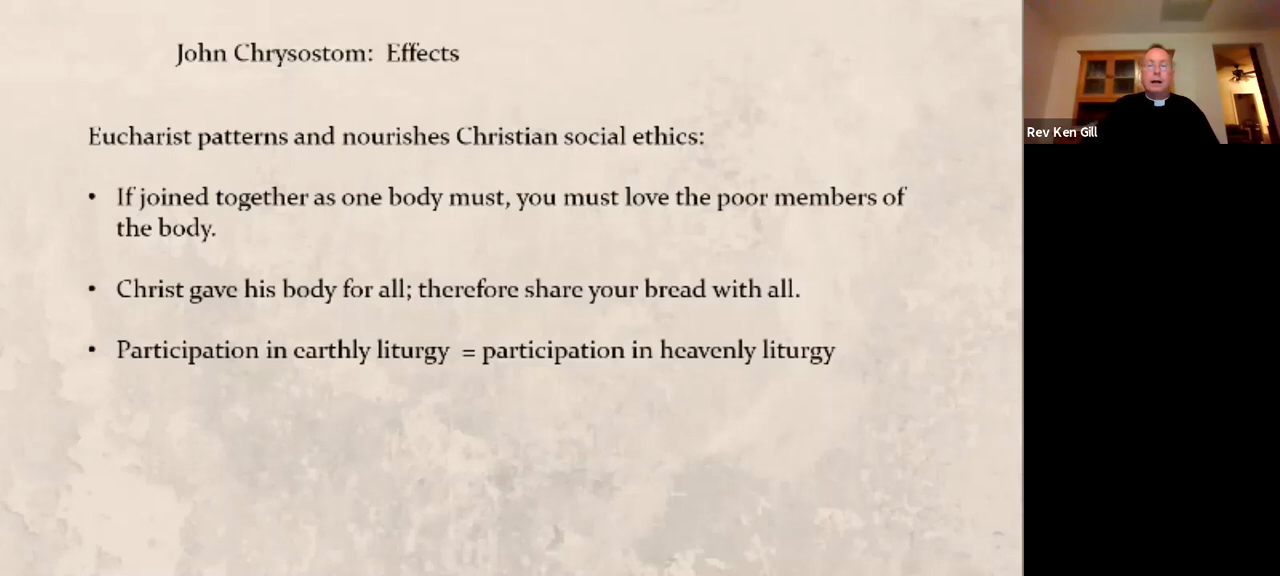 John Chrysostom: Effects
Eucharist patterns and nourishes Christian social ethics:
• If joined together as one body must, you must love the poor members of
the body.
• Christ gave his body for all; therefore share your bread with all.
• Participation in earthly liturgy = participation in heavenly liturgy
Rev Ken Gill